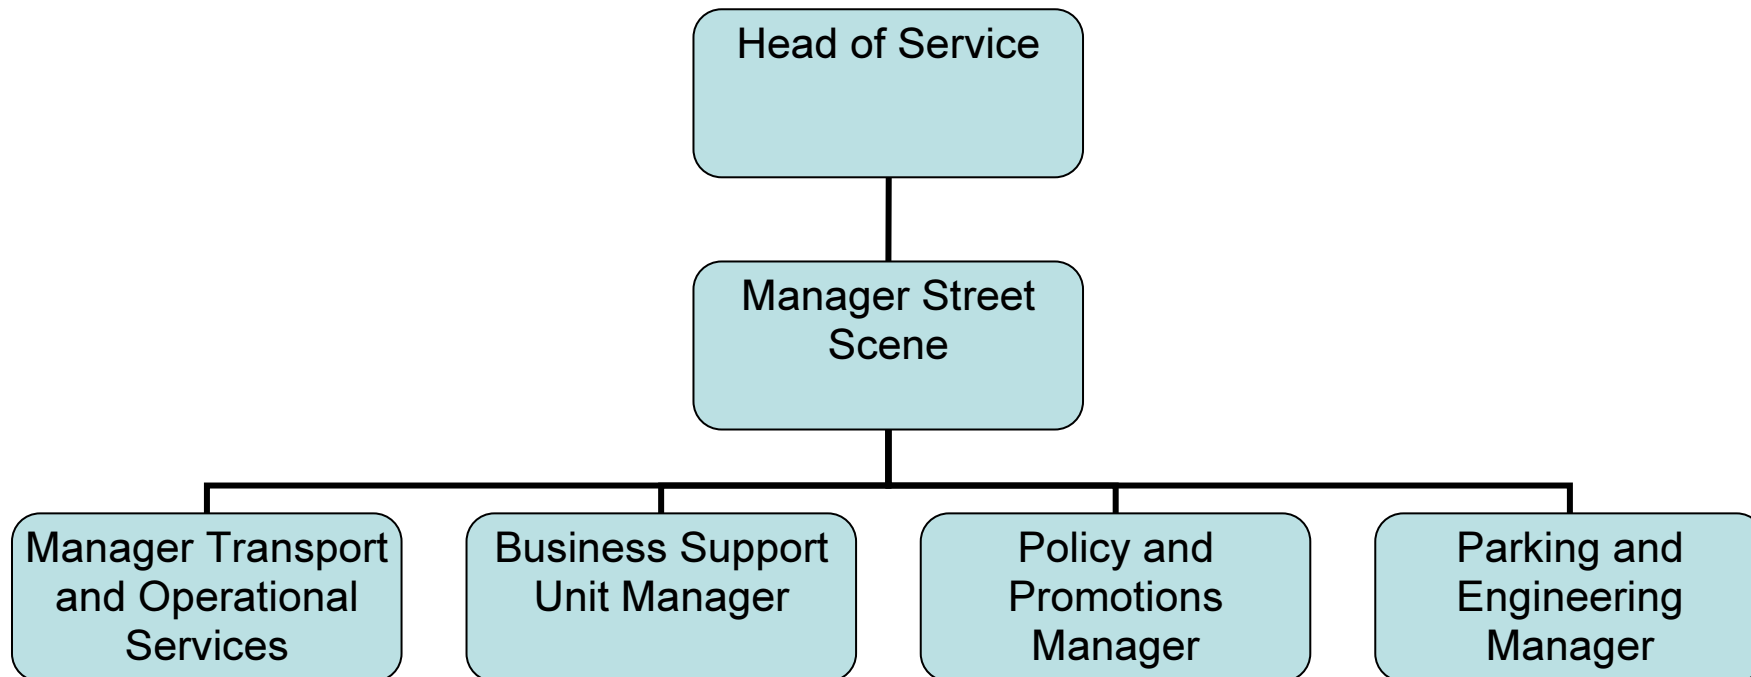 Head of Service
Manager Street
Scene
Manager Transport
and Operational
Services
Business Support
Unit Manager
Policy and
Promotions
Manager
Parking and
Engineering
Manager